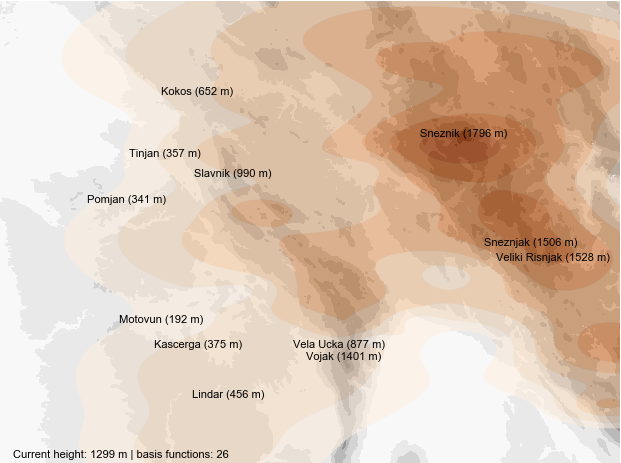 Kokos (652 m)
Sneznik (1796 m)
Tinjan (357 m)
Slavnik (990 m)
Pomjan (341 m)
Sneznjak (1506 m)
Veliki Risnjak (1528 m)
Motovun (192 m)
Kascerga (375 m)
Vela Ucka (877 m)
Vojak (1401 m)
Lindar (456 m)
Current height: 1299 m | basis functions: 26